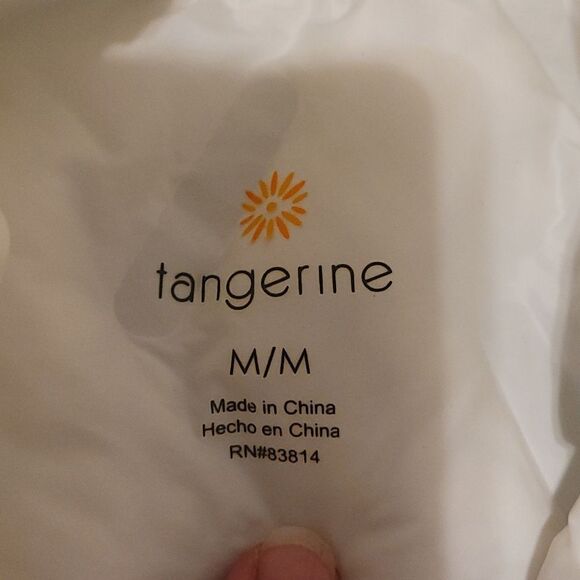 tangerine
M/M
Made in China
Hecho en China
RN#83814